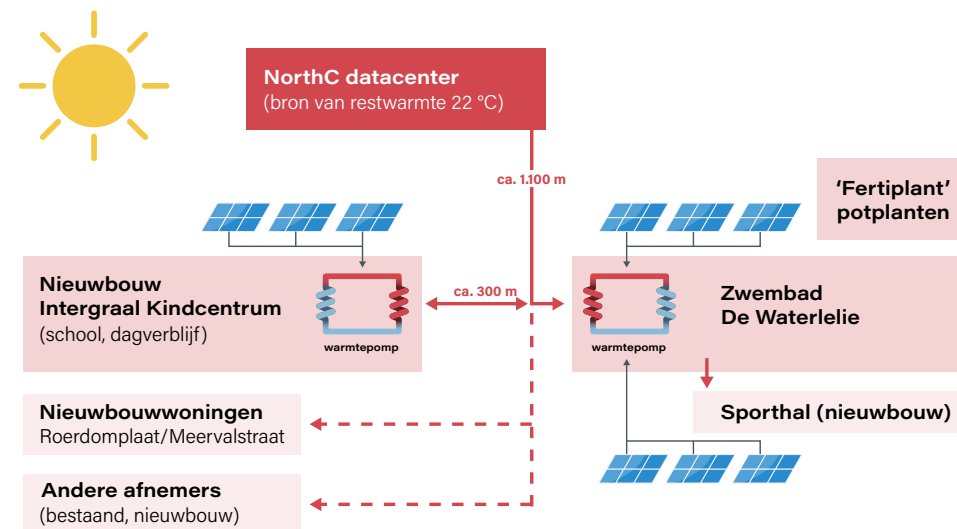 NorthC datacenter
(bron van restwarmte 22 °C)
ca. 1.100 m
‘Fertiplant’
potplanten
Nieuwbouw
Intergraal Kindcentrum
(school, dagverblijf)
warmtepomp
ca. 300 m
warmtepomp
Zwembad
De Waterlelie
Nieuwbouwwoningen
Roerdomplaat/Meervalstraat
Sporthal (nieuwbouw)
Andere afnemers
(bestaand, nieuwbouw)